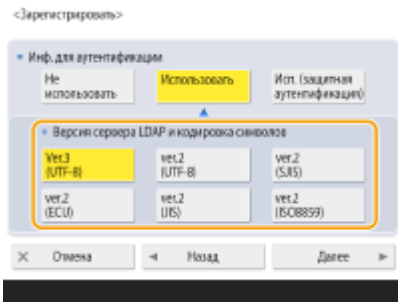 <Зарегистрировать>
Инф. для аутентификации
Не
использовать
Использовать
Исп. (защитная
аутентификация)
Версия сервера LDAP и кодировка символов
Ver.3
(UTF-8)
ver.2
(UTF-8)
ver.2
(SJIS)
ver.2
(ECU)
ver.2
(JIS)
ver.2
(ISO8859)
Отмена
Назад
Далее